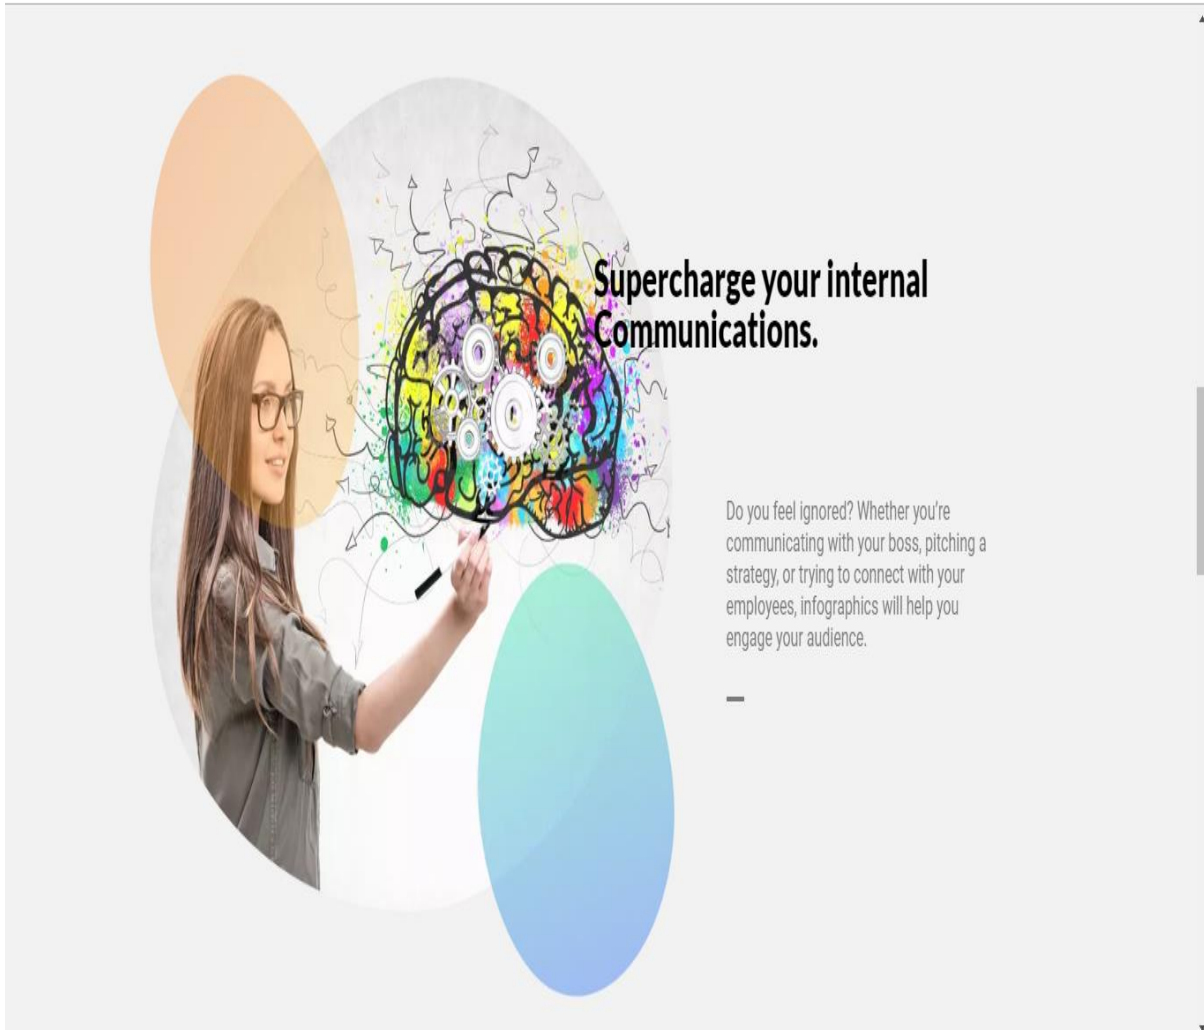 Supercharge your internal
Communications.
Do you feel ignored? Whether you're
communicating with your boss, pitching a
strategy, or trying to connect with your
employees, infographics will help you
engage your audience.